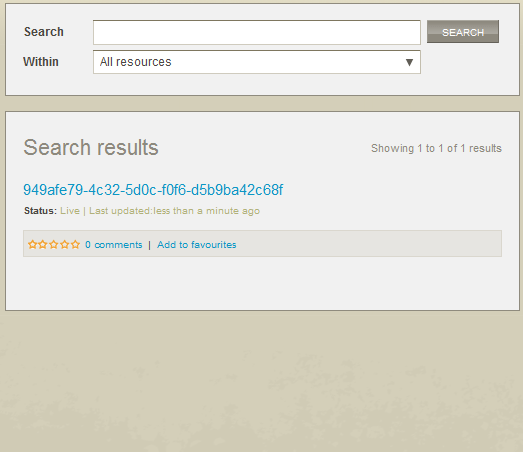 Search SEARCH
Within All resources
Search results Showing 1 to 1 of 1 results
949afe79-4c32-5d0c-f0f6-d5b9ba42c68f
Status: Live | Last updated:less than a minute ago
0 comments | Add to favourites